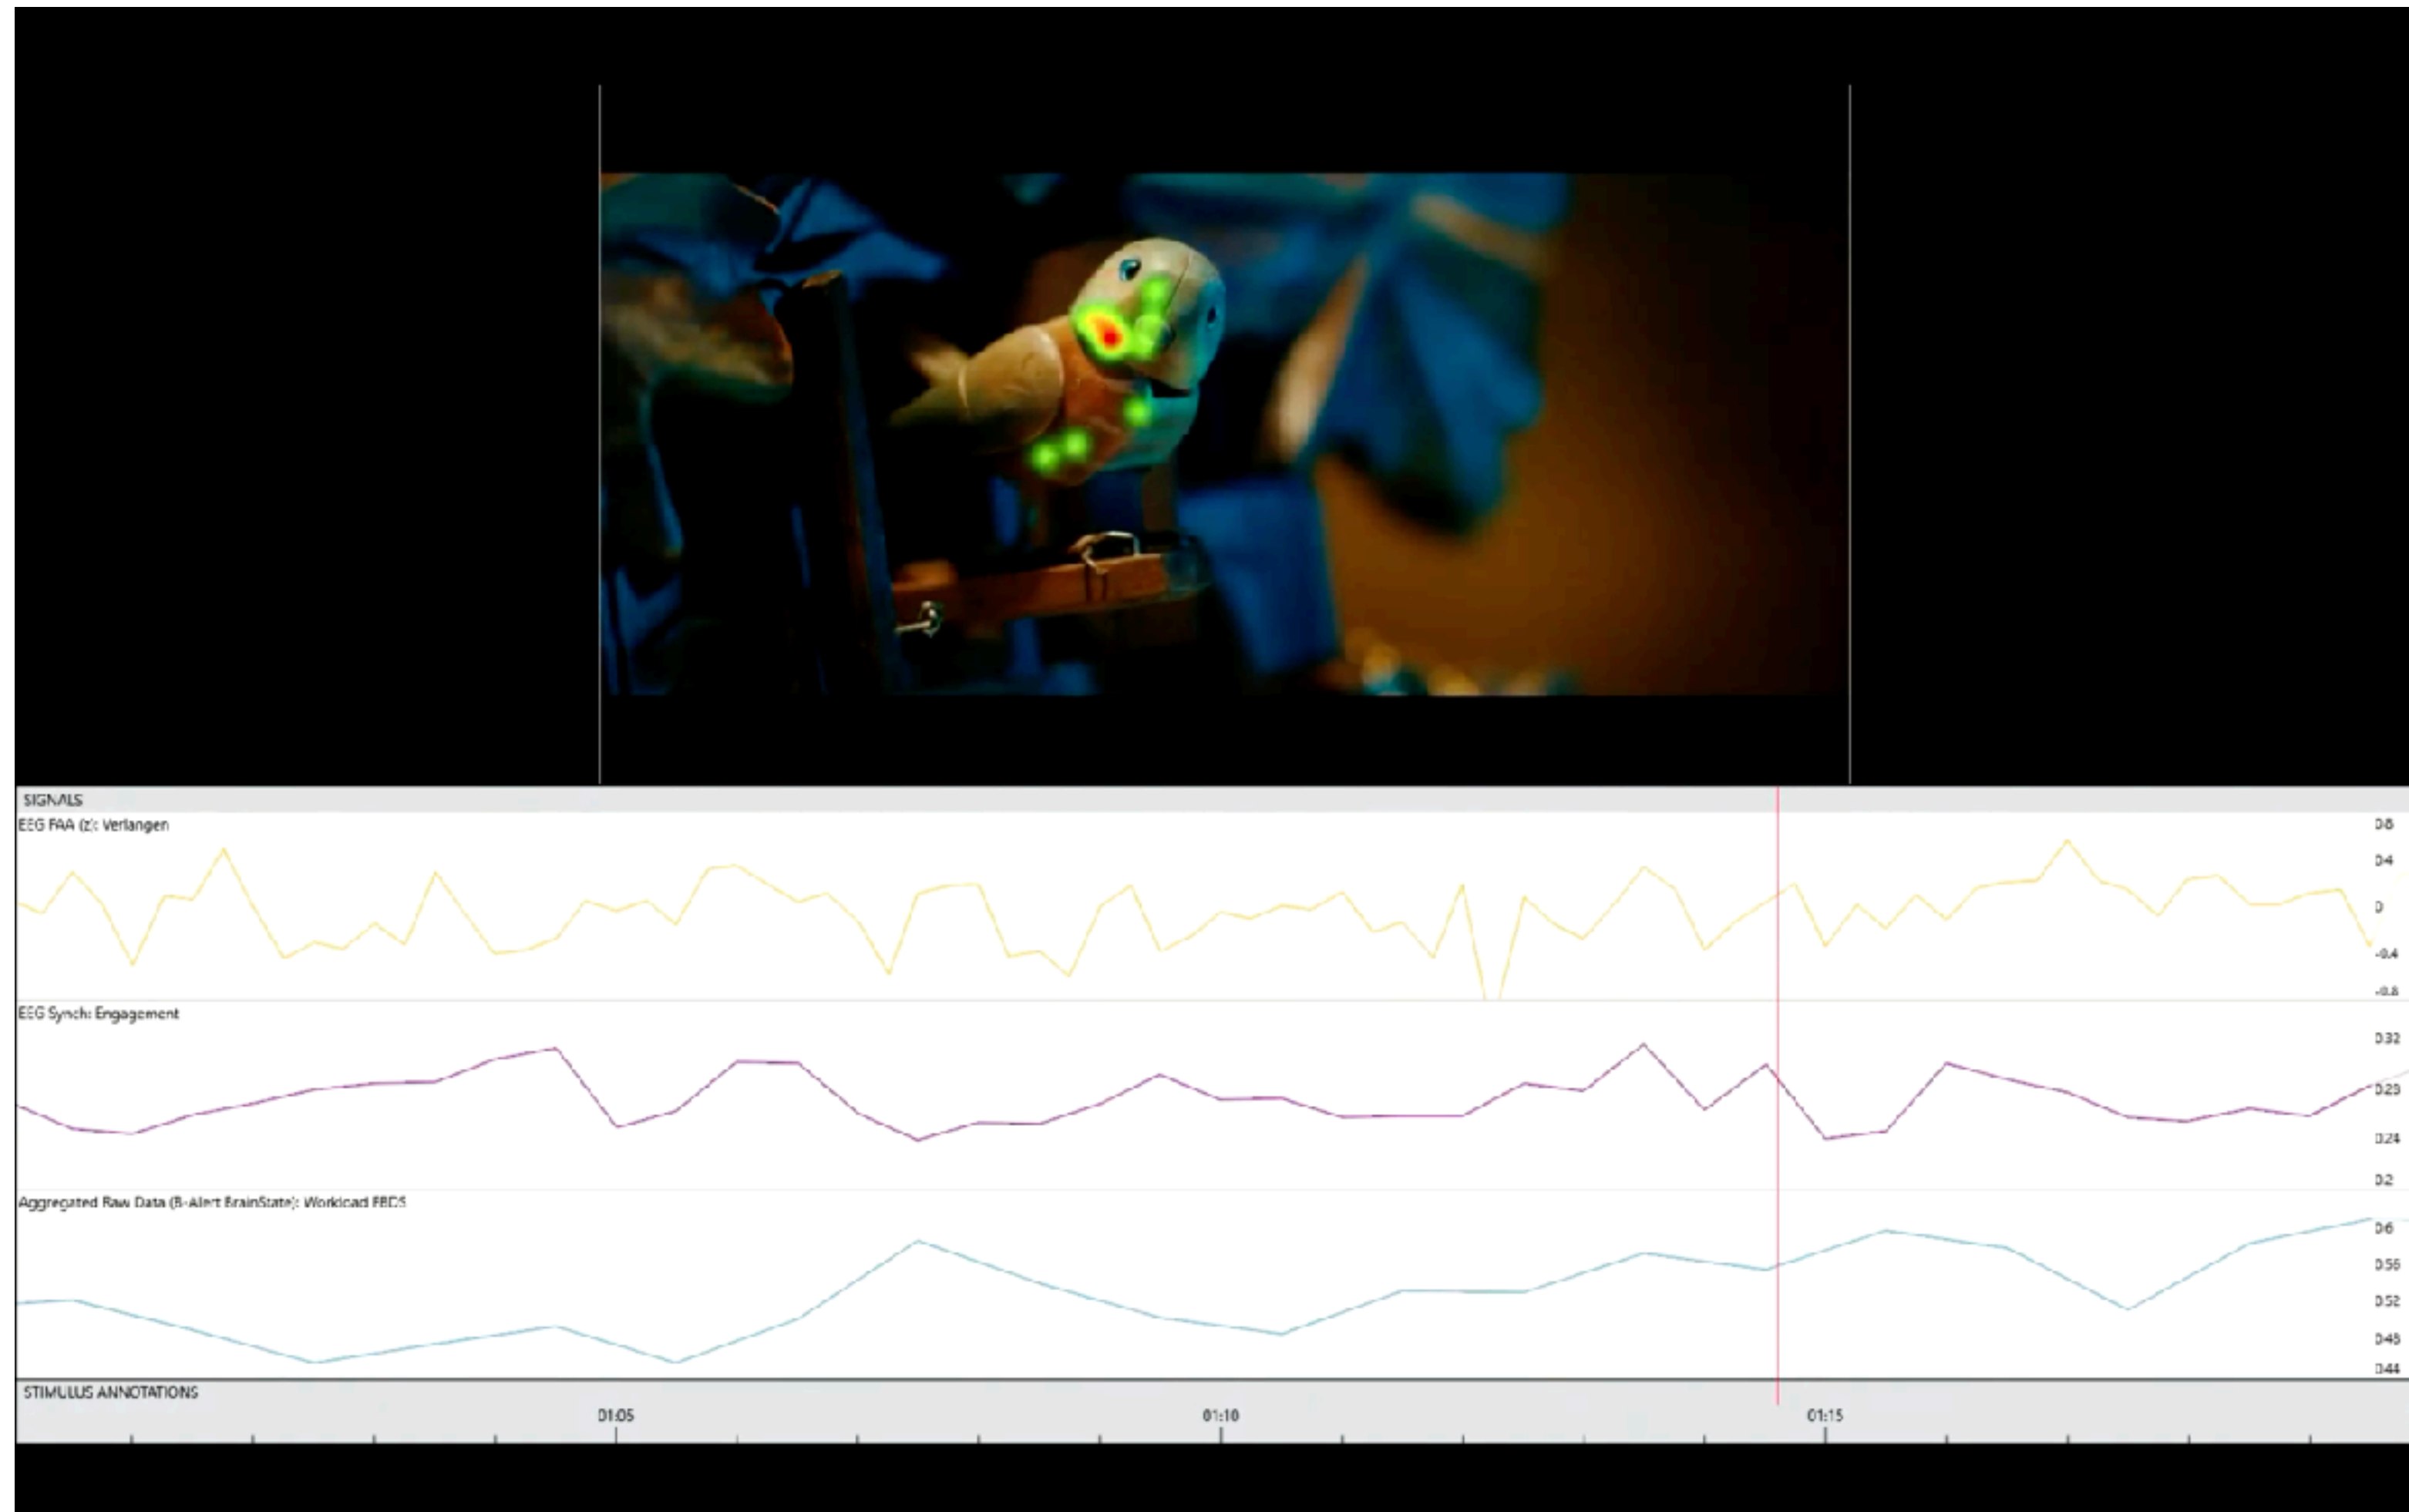 SIGNALS
EEG FAA (z): Verlangen
0.8
0.4
0
-0.4
-0.8
EEG Synch: Engagement
0.32
0.28
0.24
0.2
Aggregated Raw Data (B-Alert BrainState): Workload FBDS
0.6
0.56
0.52
0.48
0.44
STIMULUS ANNOTATIONS
01:05 01:10 01:15